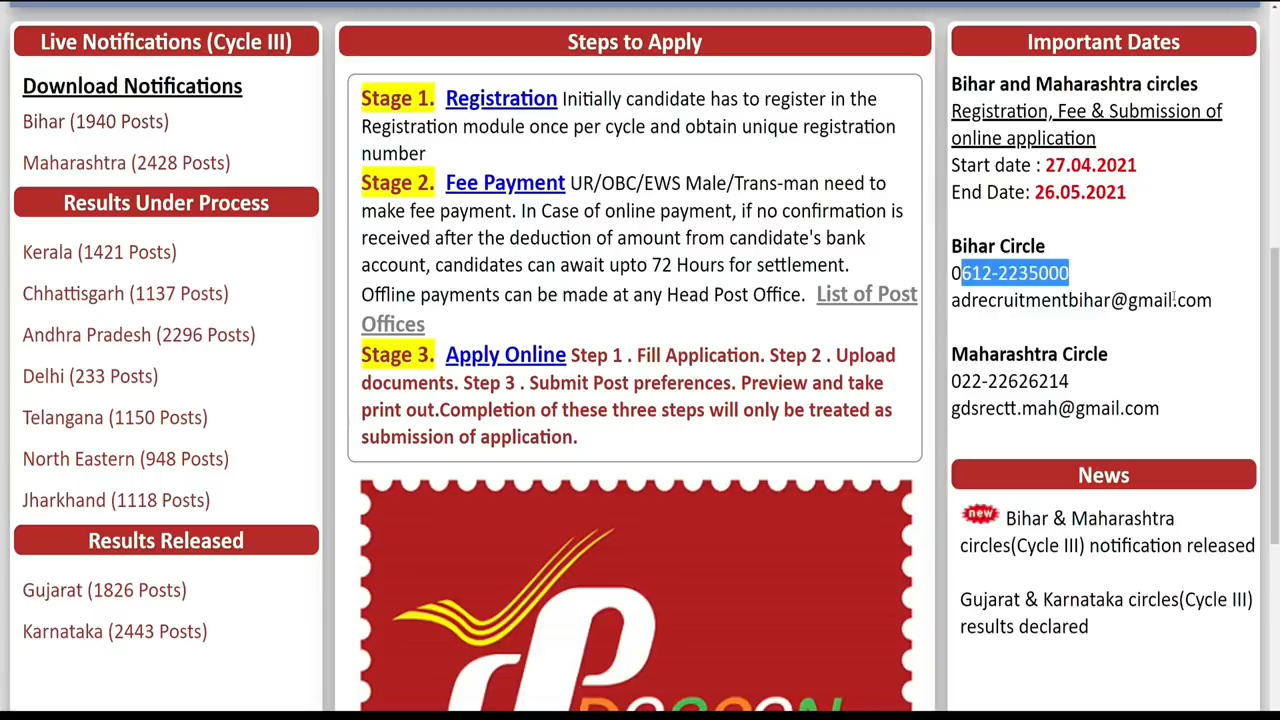 Live Notifications (Cycle III)
Download Notifications
Bihar (1940 Posts)
Maharashtra (2428 Posts)
Results Under Process
Kerala (1421 Posts)
Chhattisgarh (1137 Posts)
Andhra Pradesh (2296 Posts)
Delhi (233 Posts)
Telangana (1150 Posts)
North Eastern (948 Posts)
Jharkhand (1118 Posts)
Results Released
Gujarat (1826 Posts)
Karnataka (2443 Posts)
Steps to Apply
Stage 1. Registration Initially candidate has to register in the
Registration module once per cycle and obtain unique registration
number
Stage 2. Fee Payment UR/OBC/EWS Male/Trans-man need to
make fee payment. In Case of online payment, if no confirmation is
received after the deduction of amount from candidate's bank
account, candidates can await upto 72 Hours for settlement.
Offline payments can be made at any Head Post Office. List of Post
Offices
Stage 3. Apply Online Step 1 . Fill Application. Step 2 . Upload
documents. Step 3 . Submit Post preferences. Preview and take
print out.Completion of these three steps will only be treated as
submission of application.
Important Dates
Bihar and Maharashtra circles
Registration, Fee & Submission of
online application
Start date : 27.04.2021
End Date: 26.05.2021
Bihar Circle
0612-2235000
adrecruitmentbihar@gmail.com
Maharashtra Circle
022-22626214
gdsrectt.mah@gmail.com
News
new Bihar & Maharashtra
circles(Cycle III) notification released
Gujarat & Karnataka circles(Cycle III)
results declared